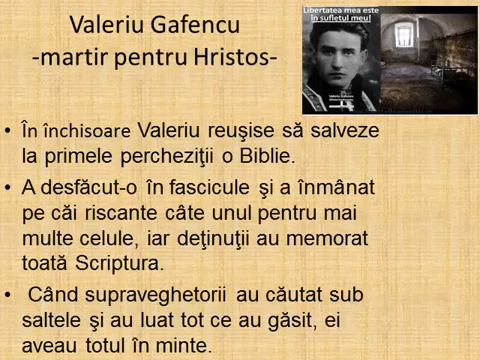 Valeriu Gafencu
-martir pentru Hristos-
Libertatea mea este
în sufletul meu!
Valeriu Gafencu
• În închisoare Valeriu reuşise să salveze
la primele percheziţii o Biblie.
• A desfăcut-o în fascicule şi a înmânat
pe căi riscante câte unul pentru mai
multe celule, iar deţinuţii au memorat
toată Scriptura.
• Când supraveghetorii au căutat sub
saltele şi au luat tot ce au găsit, ei
aveau totul în minte.